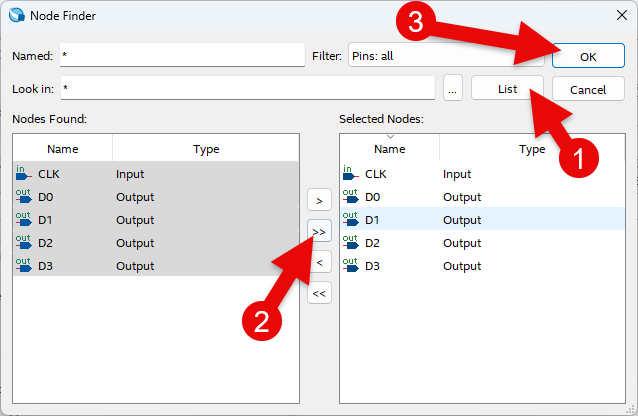 Node Finder
3
Named: * Filter: Pins: all OK
Look in: * ... List Cancel
1
Nodes Found: Selected Nodes:
Name Type Name Type
in CLK Input in CLK Input
out D0 Output > out D0 Output
out D1 Output >> out D1 Output
out D2 Output < out D2 Output
out D3 Output << out D3 Output
2